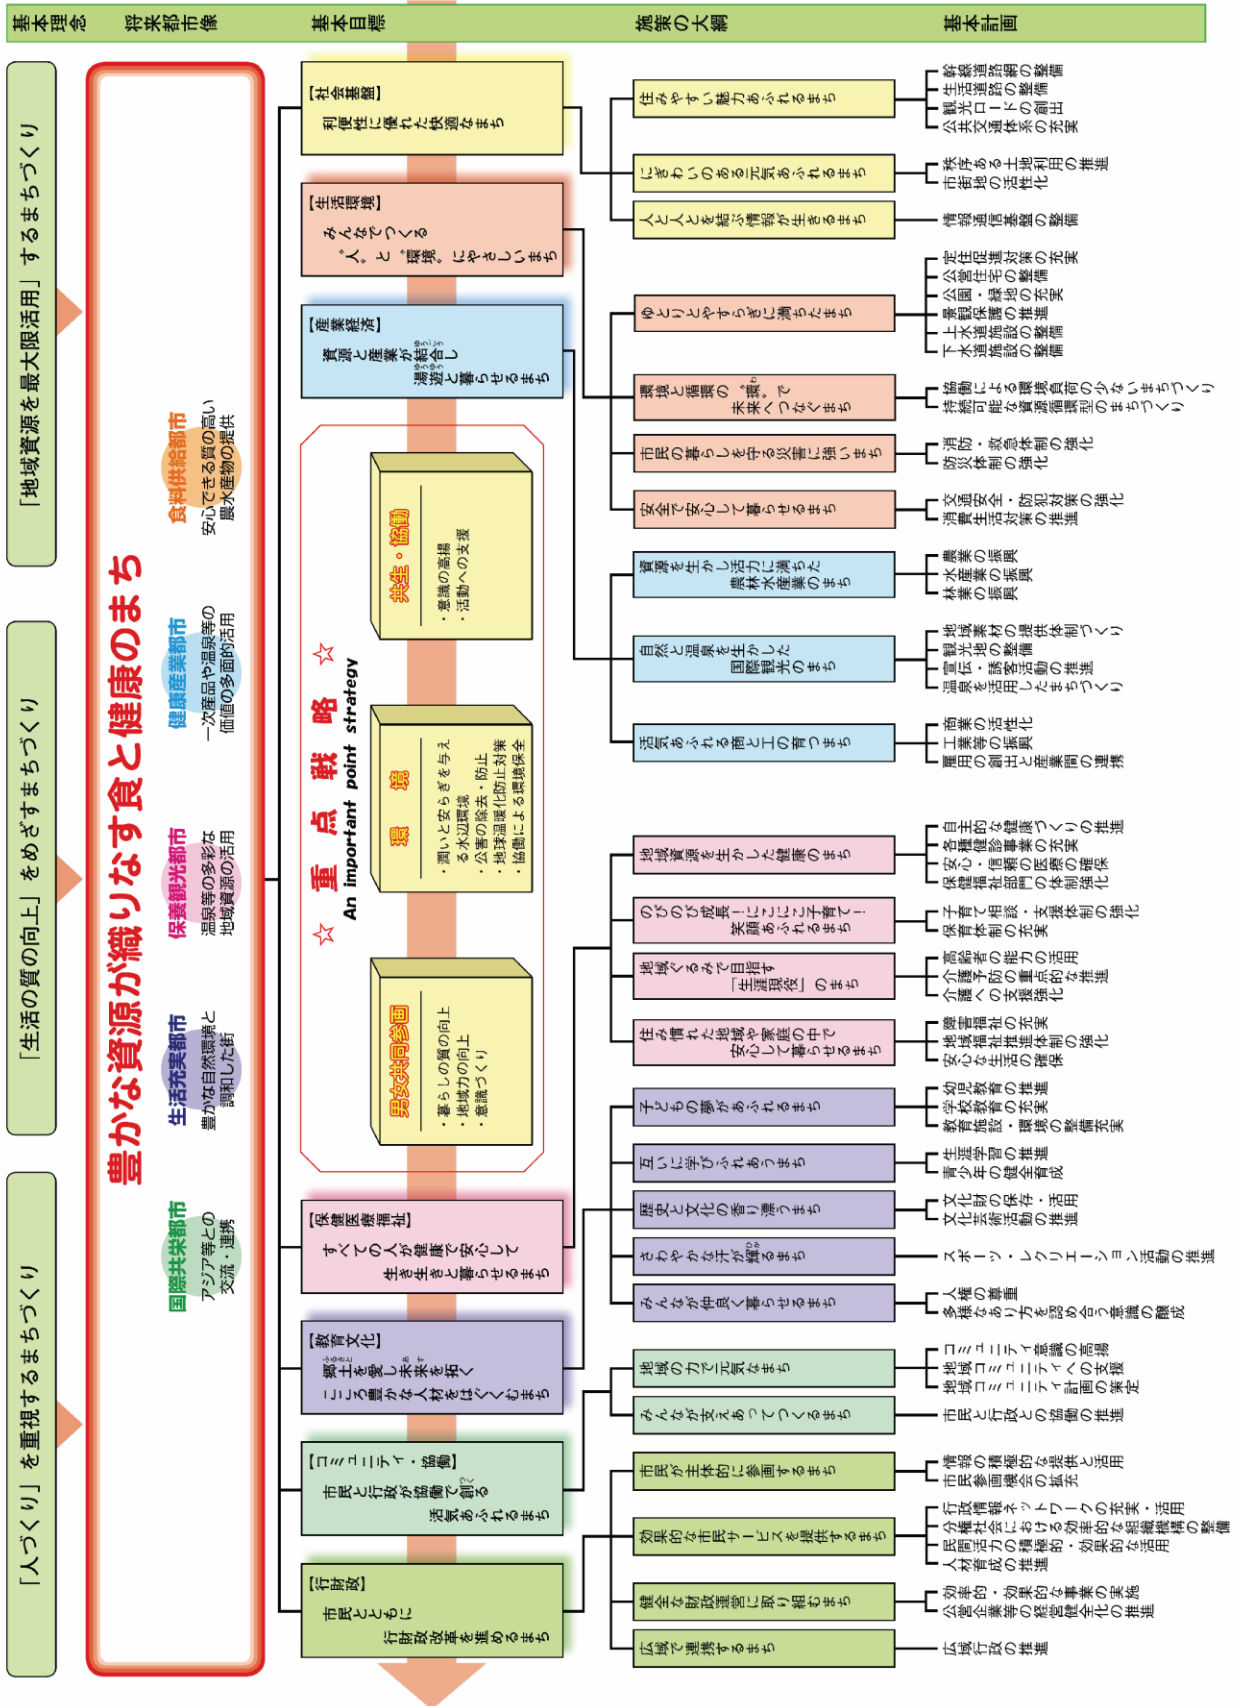 基本理念
将来都市像
基本目標
施策の大綱
基本計画
「地域資源を最大限活用」するまちづくり
「生活の質の向上」をめざすまちづくり
「人づくり」を重視するまちづくり
豊かな資源が織りなす食と健康のまち
食料供給都市
安心できる質の高い
農水産物の提供
健康産業都市
一次産品や温泉等の
価値の多面的活用
保養観光都市
温泉等の多彩な
地域資源の活用
生活充実都市
豊かな自然環境と
調和した街
国際共栄都市
アジア等との
交流・連携
【社会基盤】
利便性に優れた快適なまち
【生活環境】
みんなでつくる
〝人〟と〝環境〟にやさしいまち
【産業経済】
資源と産業が結合し
湯遊と暮らせるまち
☆ 重点戦略 ☆
An important point strategy
共生・協働
・意識の高揚
・活動への支援
環境
・潤いと安らぎを与え
る水辺環境
・公害の除去・防止
・地球温暖化防止対策
・協働による環境保全
男女共同参画
・暮らしの質の向上
・地域力の向上
・意識づくり
【保健医療福祉】
すべての人が健康で安心して
生き生きと暮らせるまち
【教育文化】
郷土を愛し未来を拓く
こころ豊かな人材をはぐくむまち
【コミュニティ・協働】
市民と行政が協働で創る
活気あふれるまち
【行財政】
市民とともに
行財政改革を進めるまち
住みやすい魅力あふれるまち
幹線道路網の整備
生活道路の整備
観光ロードの創出
公共交通体系の充実
にぎわいのある元気あふれるまち
秩序ある土地利用の推進
市街地の活性化
人と人とを結ぶ情報が生きるまち
情報通信基盤の整備
ゆとりとやすらぎに満ちたまち
定住促進対策の充実
公営住宅の整備
公園・緑地の充実
景観保護の推進
上水道施設の整備
下水道施設の整備
環境と循環の〝環〟で
未来へつなぐまち
協働による環境負荷の少ないまちづくり
持続可能な資源循環型のまちづくり
市民の暮らしを守る災害に強いまち
消防・救急体制の強化
防災体制の強化
安全で安心して暮らせるまち
交通安全・防犯対策の強化
消費生活対策の推進
資源を生かし活力に満ちた
農林水産業のまち
農業の振興
水産業の振興
林業の振興
自然と温泉を生かした
国際観光のまち
地域素材の提供体制づくり
観光地の整備
宣伝・誘客活動の推進
温泉を活用したまちづくり
活気あふれる商と工の育つまち
商業の活性化
工業等の振興
雇用の創出と産業間の連携
地域資源を生かした健康のまち
自主的な健康づくりの推進
各種健診事業の充実
安心・信頼の医療の確保
保健福祉部門の体制強化
のびのび成長!にこにこ子育て!
笑顔あふれるまち
子育て相談・支援体制の強化
保育体制の充実
地域ぐるみで目指す
「生涯現役」のまち
高齢者の能力の活用
介護予防の重点的な推進
介護への支援強化
住み慣れた地域や家庭の中で
安心して暮らせるまち
障害福祉の充実
地域福祉推進体制の強化
安心な生活の確保
子どもの夢があふれるまち
幼児教育の推進
学校教育の充実
教育施設・環境の整備充実
互いに学びふれあうまち
生涯学習の推進
青少年の健全育成
歴史と文化の香り漂うまち
文化財の保存・活用
文化芸術活動の推進
さわやかな汗が輝るまち
スポーツ・レクリエーション活動の推進
みんなが仲良く暮らせるまち
人権の尊重
多様なあり方を認め合う意識の醸成
地域の力で元気なまち
コミュニティ意識の高揚
地域コミュニティへの支援
地域コミュニティ計画の策定
みんなが支えあってつくるまち
市民と行政との協働の推進
市民が主体的に参画するまち
情報の積極的な提供と活用
市民参画機会の拡充
効果的な市民サービスを提供するまち
行政情報ネットワークの充実・活用
分権社会における効率的な組織機構の整備
民間活力の積極的・効果的な活用
人材育成の推進
健全な財政運営に取り組むまち
効率的・効果的な事業の実施
公営企業等の経営健全化の推進
広域で連携するまち
広域行政の推進